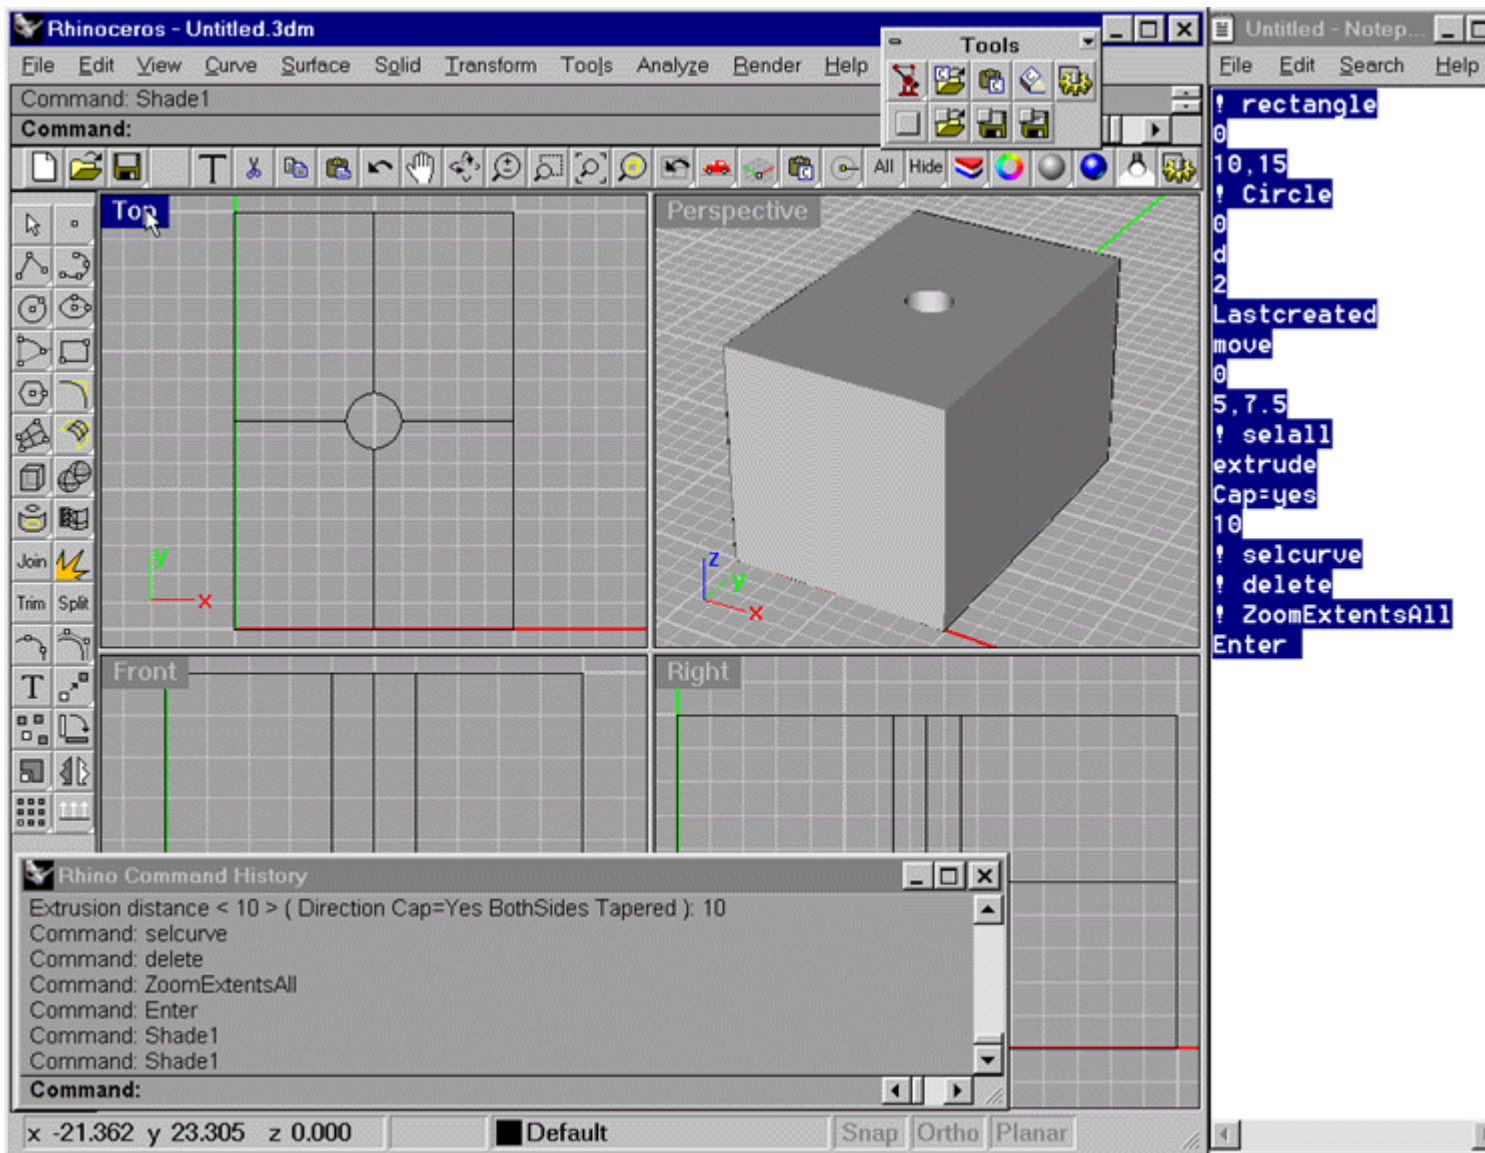 Rhinoceros - Untitled.3dm
File Edit View Curve Surface Solid Transform Tools Analyze Render Help
Command: Shade1
Command:
Tools
T All Hide
Top
Perspective
y
x
z
y
x
Join
Trim Split
T
Front
Right
Rhino Command History
Extrusion distance < 10 > ( Direction Cap=Yes BothSides Tapered ): 10
Command: selcurve
Command: delete
Command: ZoomExtentsAll
Command: Enter
Command: Shade1
Command: Shade1
Command:
x -21.362 y 23.305 z 0.000 Default Snap Ortho Planar
Untitled - Notep...
File Edit Search Help
! rectangle
0
10,15
! Circle
0
d
2
Lastcreated
move
0
5,7.5
! selall
extrude
Cap=yes
10
! selcurve
! delete
! ZoomExtentsAll
Enter